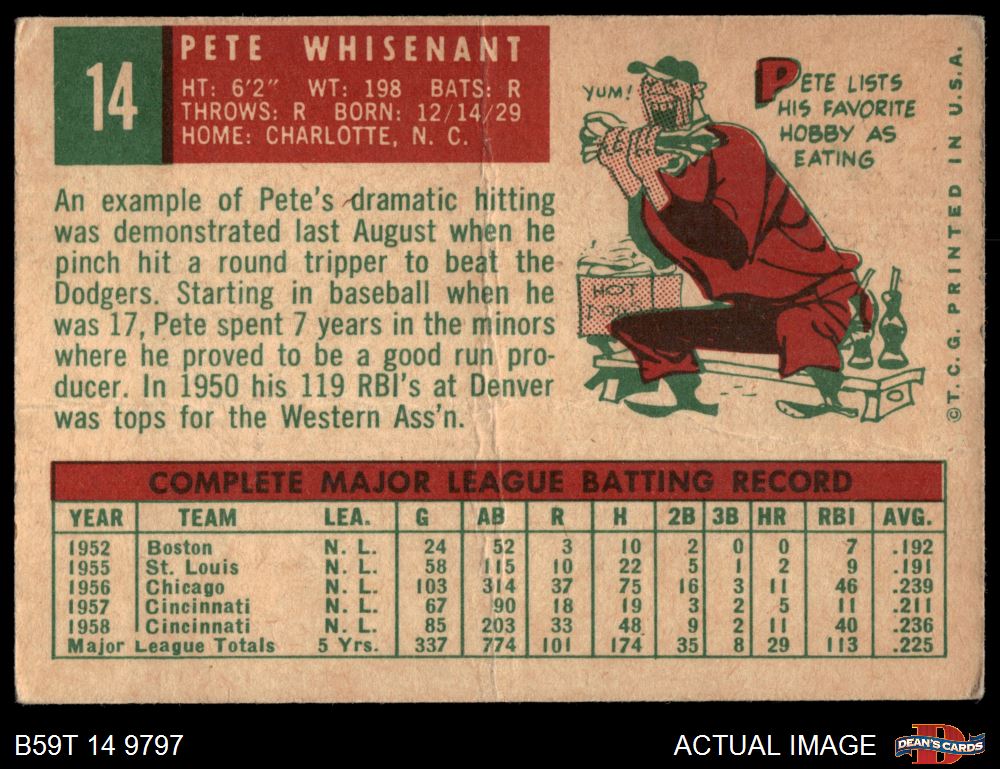 14
PETE WHISENANT
HT: 6'2" WT: 198 BATS: R
THROWS: R BORN: 12/14/29
HOME: CHARLOTTE, N. C.
An example of Pete's dramatic hitting
was demonstrated last August when he
pinch hit a round tripper to beat the
Dodgers. Starting in baseball when he
was 17, Pete spent 7 years in the minors
where he proved to be a good run pro-
ducer. In 1950 his 119 RBI's at Denver
was tops for the Western Ass'n.
YUM!
PETE LISTS
HIS FAVORITE
HOBBY AS
EATING
HOT
©T. C. G. PRINTED IN U.S.A.
COMPLETE MAJOR LEAGUE BATTING RECORD
YEAR TEAM LEA. G AB R H 2B 3B HR RBI AVG.
1952 Boston N. L. 24 52 3 10 2 0 0 7 .192
1955 St. Louis N. L. 58 115 10 22 5 1 2 9 .191
1956 Chicago N. L. 103 314 37 75 16 3 11 46 .239
1957 Cincinnati N. L. 67 90 18 19 3 2 5 11 .211
1958 Cincinnati N. L. 85 203 33 48 9 2 11 40 .236
Major League Totals 5 Yrs. 337 774 101 174 35 8 29 113 .225
B59T 14 9797
ACTUAL IMAGE
DEAN'S CARDS